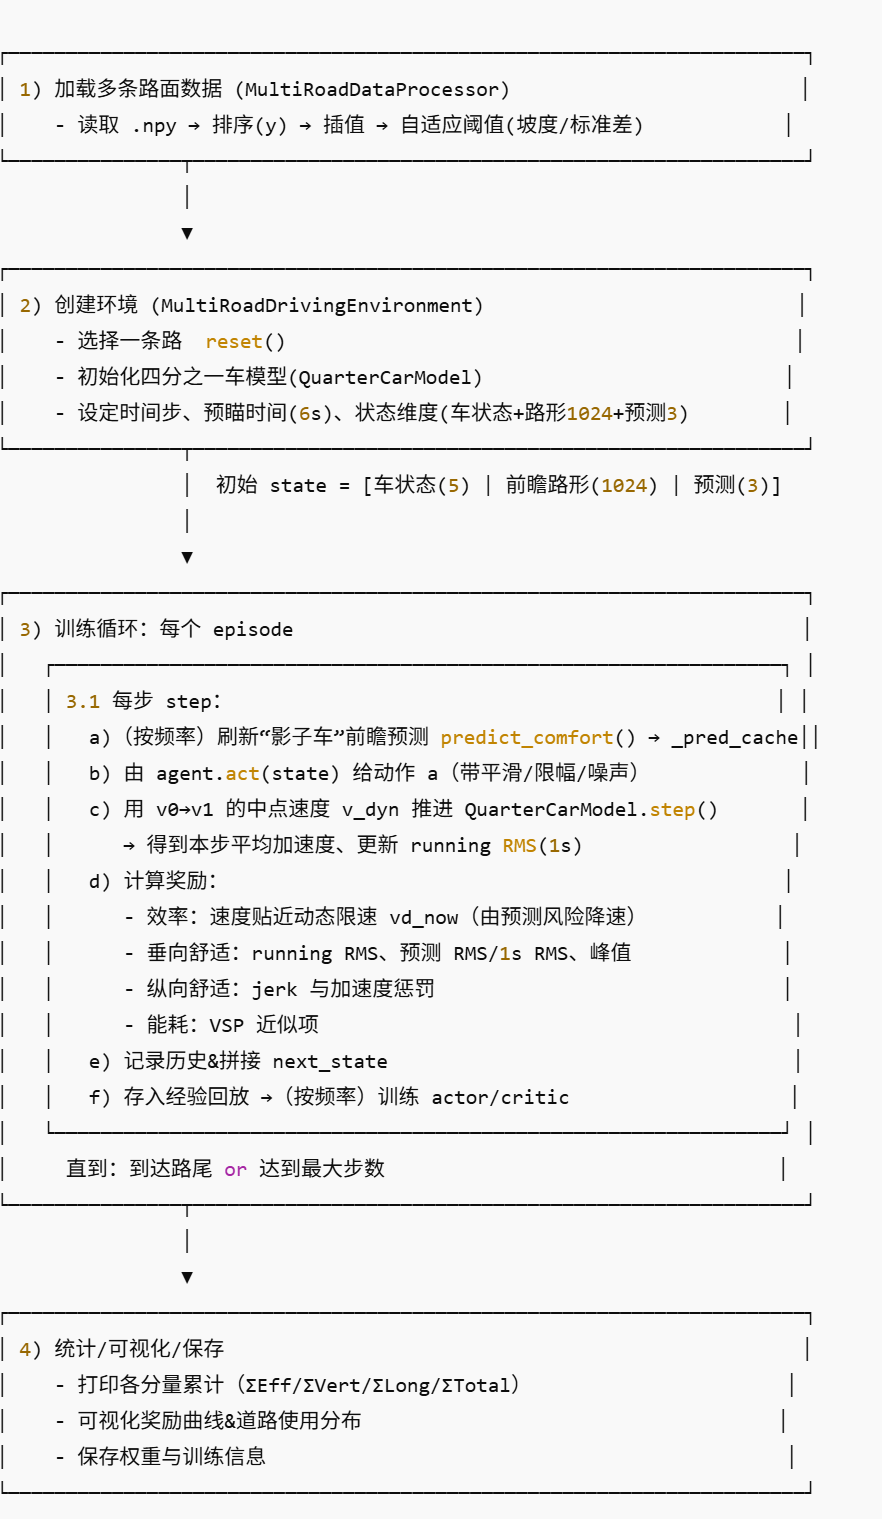 1) 加载多条路面数据 (MultiRoadDataProcessor)
- 读取 .npy → 排序(y) → 插值 → 自适应阈值(坡度/标准差)
2) 创建环境 (MultiRoadDrivingEnvironment)
- 选择一条路  reset()
- 初始化四分之一车模型(QuarterCarModel)
- 设定时间步、预瞄时间(6s)、状态维度(车状态+路形1024+预测3)
初始 state = [车状态(5) | 前瞻路形(1024) | 预测(3)]
3) 训练循环：每个 episode
3.1 每步 step：
a)（按频率）刷新“影子车”前瞻预测 predict_comfort() → _pred_cache
b) 由 agent.act(state) 给动作 a（带平滑/限幅/噪声）
c) 用 v0→v1 的中点速度 v_dyn 推进 QuarterCarModel.step()
→ 得到本步平均加速度、更新 running RMS(1s)
d) 计算奖励：
- 效率：速度贴近动态限速 vd_now（由预测风险降速）
- 垂向舒适：running RMS、预测 RMS/1s RMS、峰值
- 纵向舒适：jerk 与加速度惩罚
- 能耗：VSP 近似项
e) 记录历史&拼接 next_state
f) 存入经验回放 →（按频率）训练 actor/critic
直到：到达路尾 or 达到最大步数
4) 统计/可视化/保存
- 打印各分量累计（ΣEff/ΣVert/ΣLong/ΣTotal）
- 可视化奖励曲线&道路使用分布
- 保存权重与训练信息